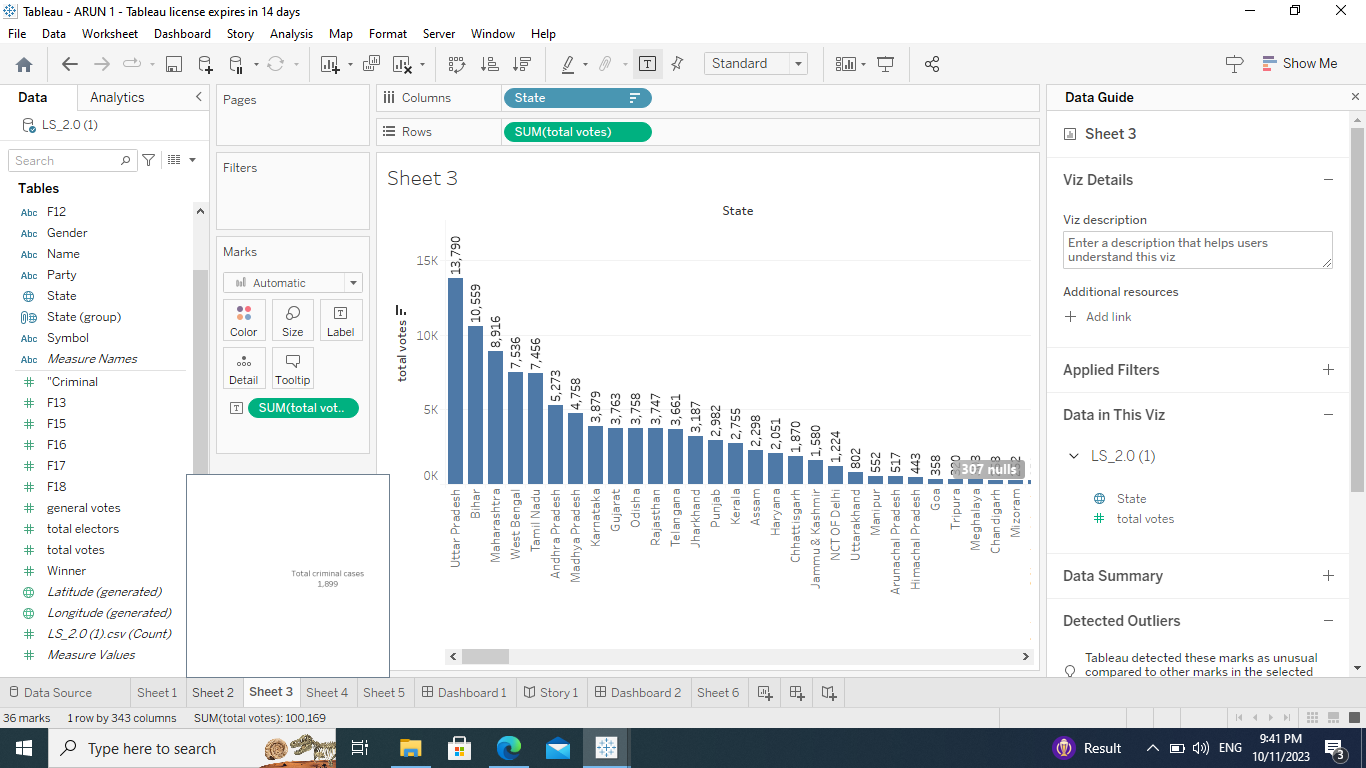 Tableau - ARUN 1 - Tableau license expires in 14 days
File Data Worksheet Dashboard Story Analysis Map Format Server Window Help
Standard
Show Me
Data Analytics
LS_2.0 (1)
Search
Tables
Abc F12
Abc Gender
Abc Name
Abc Party
State
State (group)
Abc Symbol
Abc Measure Names
"Criminal
F13
F15
F16
F17
F18
general votes
total electors
total votes
Winner
Latitude (generated)
Longitude (generated)
LS_2.0 (1).csv (Count)
Measure Values
Pages
Filters
Marks
Automatic
Color Size Label
Detail Tooltip
SUM(total vot..
Total criminal cases
1,899
Columns State
Rows SUM(total votes)
Sheet 3
State
total votes
15K
10K
5K
0K
13,790
10,559
8,916
7,536
7,456
5,273
4,758
3,879
3,763
3,758
3,747
3,661
3,187
2,982
2,755
2,298
2,051
1,870
1,580
1,224
802
552
517
443
358
307 nulls
Uttar Pradesh
Bihar
Maharashtra
West Bengal
Tamil Nadu
Andhra Pradesh
Madhya Pradesh
Karnataka
Gujarat
Odisha
Rajasthan
Telangana
Jharkhand
Punjab
Kerala
Assam
Haryana
Chhattisgarh
Jammu & Kashmir
NCT OF Delhi
Uttarakhand
Manipur
Arunachal Pradesh
Himachal Pradesh
Goa
Tripura
Meghalaya
Chandigarh
Mizoram
Data Guide
Sheet 3
Viz Details
Viz description
Enter a description that helps users
understand this viz
Additional resources
Add link
Applied Filters
Data in This Viz
LS_2.0 (1)
State
total votes
Data Summary
Detected Outliers
Tableau detected these marks as unusual
compared to other marks in the selected
Data Source Sheet 1 Sheet 2 Sheet 3 Sheet 4 Sheet 5 Dashboard 1 Story 1 Dashboard 2 Sheet 6
36 marks 1 row by 343 columns SUM(total votes): 100,169
Type here to search
Result
ENG
9:41 PM
10/11/2023
3